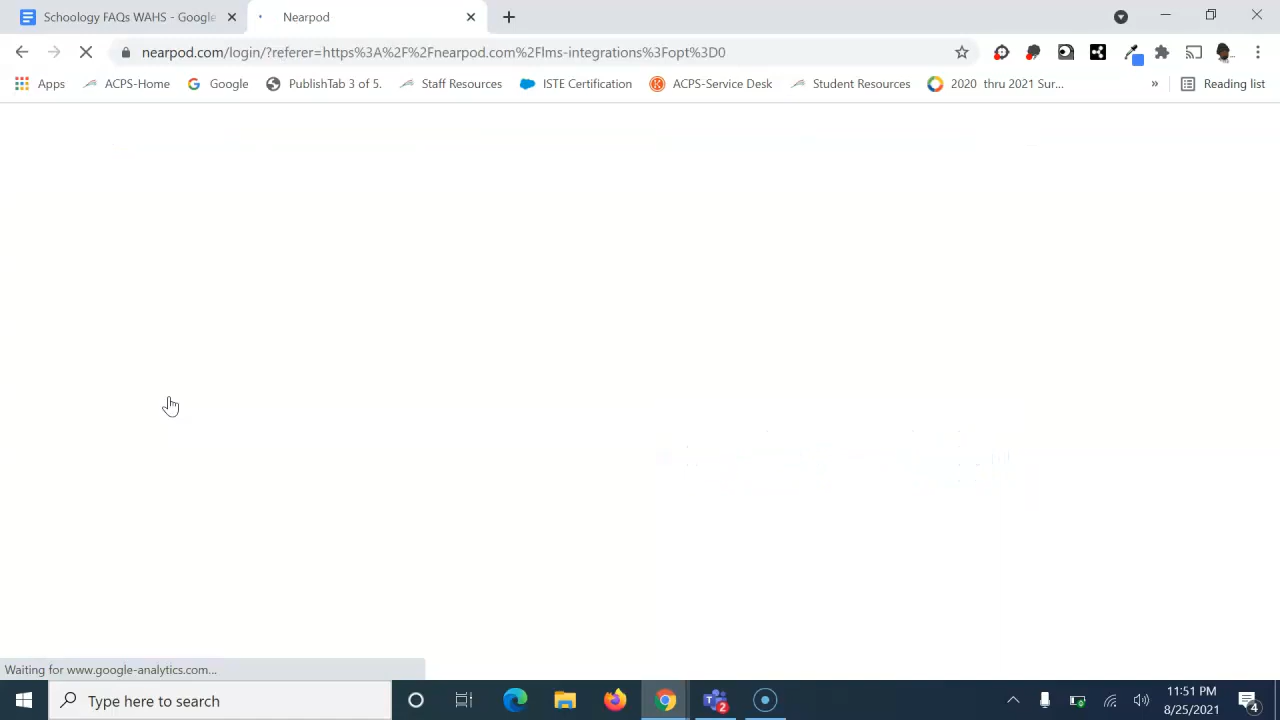 Schoology FAQs WAHS - Google
Nearpod
nearpod.com/login/?referer=https%3A%2F%2Fnearpod.com%2Flms-integrations%3Fopt%3D0
Apps
ACPS-Home
Google
PublishTab 3 of 5.
Staff Resources
ISTE Certification
ACPS-Service Desk
Student Resources
2020 thru 2021 Sur...
»
Reading list
Waiting for www.google-analytics.com...
Type here to search
2
11:51 PM
8/25/2021
4